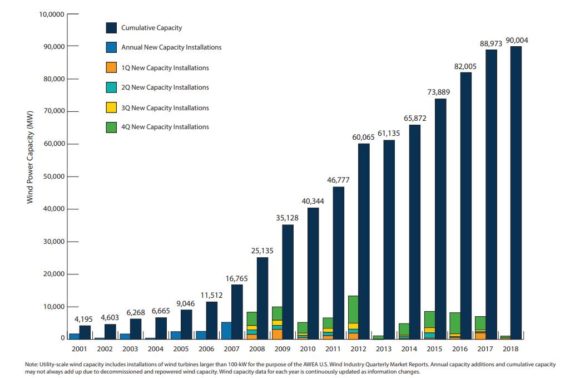 10,0000
90,000
80,000
70,000
60,000
50,000
40,000
30,000
20,000
10,000
0
Wind Power Capacity (MW)
Cumulative Capacity
Annual New Capacity Installations
1Q New Capacity Installations
2Q New Capacity Installations
3Q New Capacity Installations
4Q New Capacity Installations
4,195
4,603
6,268
6,665
9,046
11,512
16,765
25,135
35,128
40,344
46,777
60,065
61,135
65,872
73,889
82,005
88,973
90,004
2001 2002 2003 2004 2005 2006 2007 2008 2009 2010 2011 2012 2013 2014 2015 2016 2017 2018
Note: Utility-scale wind capacity includes installations of wind turbines larger than 100-kW for the purpose of the AWEA U.S. Wind Industry Quarterly Market Reports. Annual capacity additions and cumulative capacity
may not always add up due to decommissioned and repowered wind capacity, Wind capacity data for each year is continuously updated as information changes.